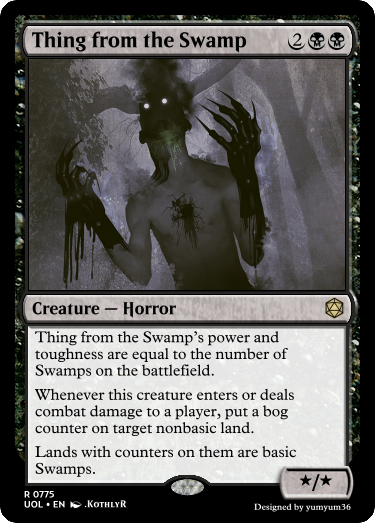 Thing from the Swamp 2
Creature — Horror
Thing from the Swamp's power and
toughness are equal to the number of
Swamps on the battlefield.
Whenever this creature enters or deals
combat damage to a player, put a bog
counter on target nonbasic land.
Lands with counters on them are basic
Swamps.
★/★
R 0775
UOL • EN KOTHLYR
Designed by yumyum36